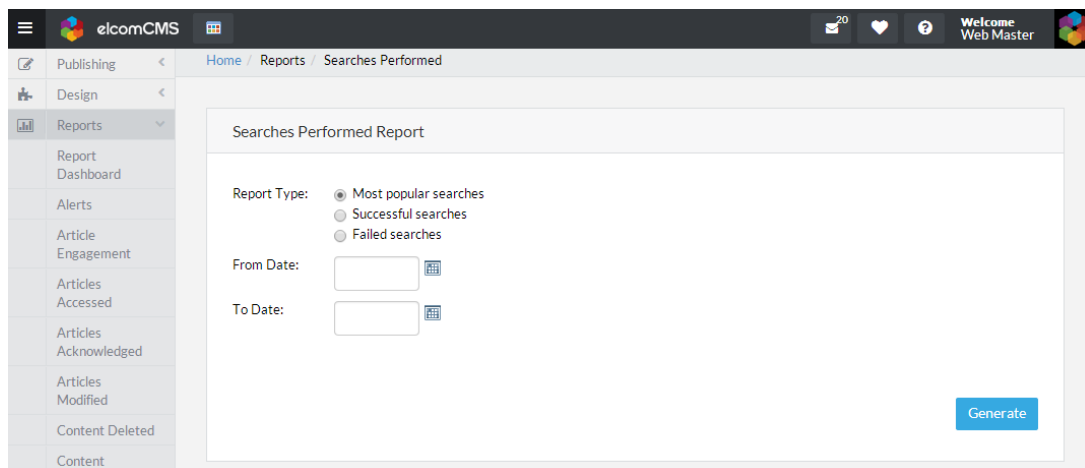 elcomCMS
20
Welcome
Web Master
Publishing
Design
Reports
Report
Dashboard
Alerts
Article
Engagement
Articles
Accessed
Articles
Acknowledged
Articles
Modified
Content Deleted
Content
Home / Reports / Searches Performed
Searches Performed Report
Report Type:
Most popular searches
Successful searches
Failed searches
From Date:
To Date:
Generate